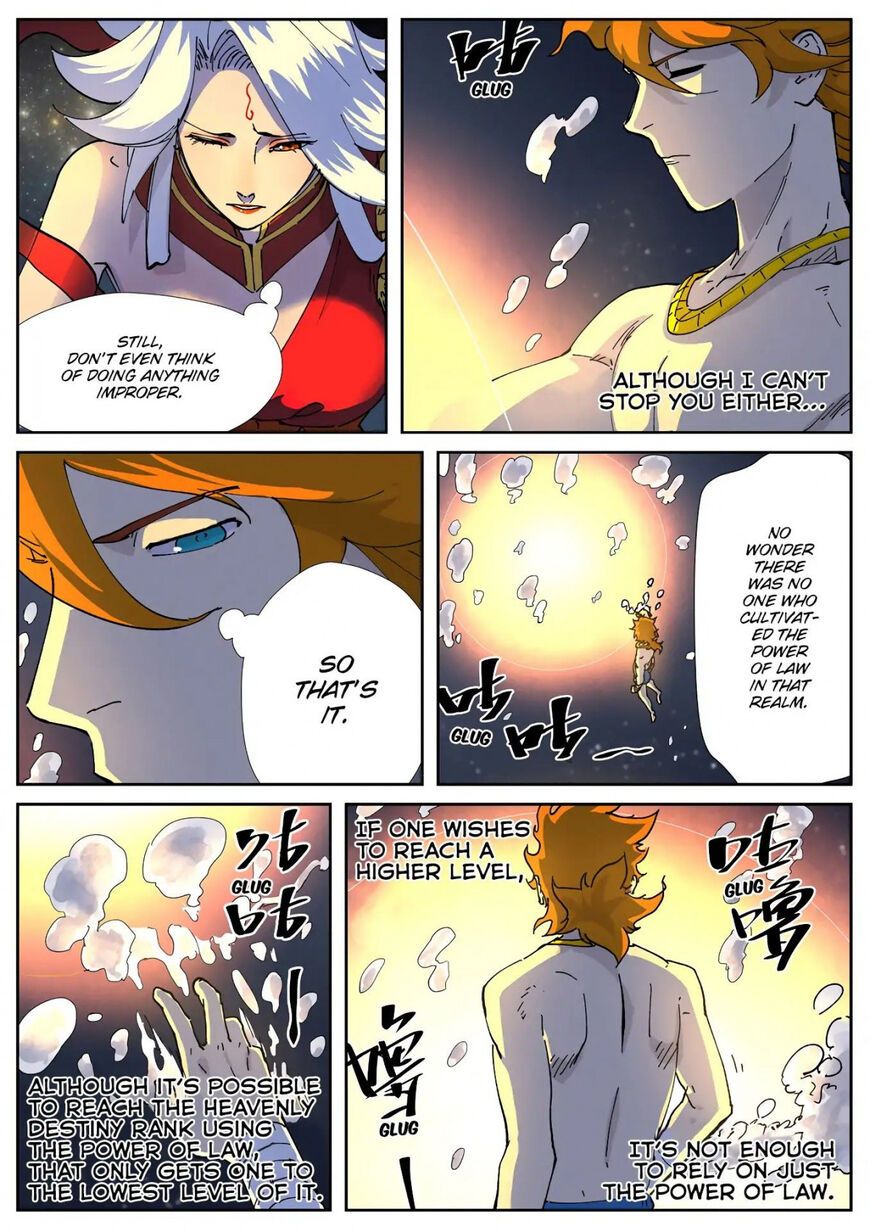 STILL,
DON'T EVEN THINK
OF DOING ANYTHING
IMPROPER.
咕
GLUG
ALTHOUGH I CAN'T
STOP YOU EITHER...
SO
THAT'S
IT.
NO
WONDER
THERE
WAS NO
ONE WHO
CULTIVAT-
ED THE
POWER
OF LAW
IN THAT
REALM.
咕
GLUG
咕
咕
GLUG
咕
ALTHOUGH IT'S POSSIBLE
TO REACH THE HEAVENLY
DESTINY RANK USING
THE POWER OF LAW,
THAT ONLY GETS ONE TO
THE LOWEST LEVEL OF IT.
IF ONE WISHES
TO REACH A
HIGHER LEVEL,
咕
GLUG
噜
噜
GLUG
IT'S NOT ENOUGH
TO RELY ON JUST
THE POWER OF LAW.